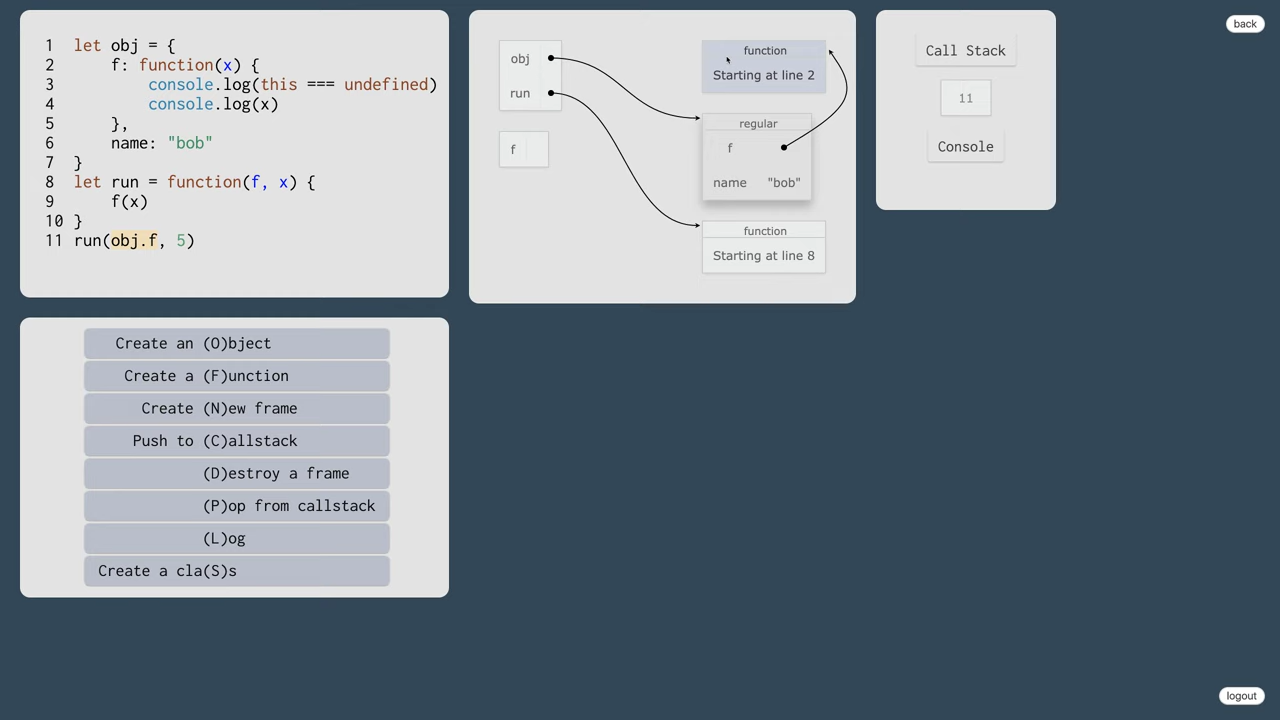 1 let obj = {
2 f: function(x) {
3 console.log(this === undefined)
4 console.log(x)
5 },
6 name: "bob"
7 }
8 let run = function(f, x) {
9 f(x)
10 }
11 run(obj.f, 5)
obj
run
f
function
Starting at line 2
regular
f
name "bob"
function
Starting at line 8
Call Stack
11
Console
back
Create an (O)bject
Create a (F)unction
Create (N)ew frame
Push to (C)allstack
(D)estroy a frame
(P)op from callstack
(L)og
Create a cla(S)s
logout